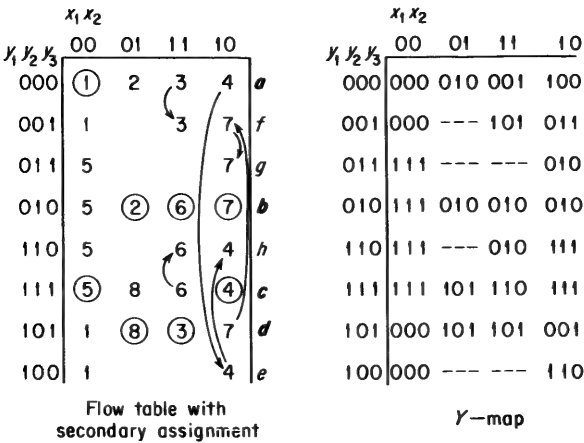 x₁ x₂
y₁ y₂ y₃ 00 01 11 10
000 ① 2 3 4 a
001 1 3 7 f
011 5 7 g
010 5 ② ⑥ ⑦ b
110 5 6 4 h
111 ⑤ 8 6 ④ c
101 1 ⑧ ③ 7 d
100 1 4 e
Flow table with
secondary assignment
x₁ x₂
y₁ y₂ y₃ 00 01 11 10
000 000 010 001 100
001 000 --- 101 011
011 111 --- --- 010
010 111 010 010 010
110 111 --- 010 111
111 111 101 110 111
101 000 101 101 001
100 000 --- --- 110
Y-map